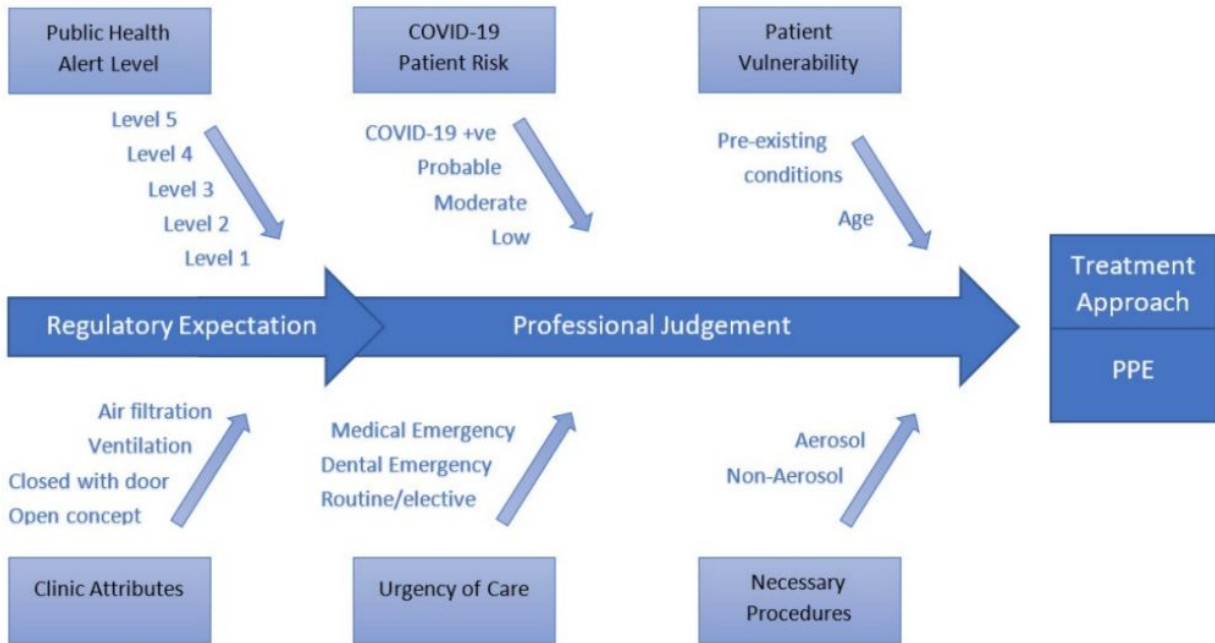 Public Health
Alert Level
COVID-19
Patient Risk
Patient
Vulnerability
Level 5
Level 4
Level 3
Level 2
Level 1
COVID-19 +ve
Probable
Moderate
Low
Pre-existing
conditions
Age
Regulatory Expectation
Professional Judgement
Treatment
Approach
PPE
Air filtration
Ventilation
Closed with door
Open concept
Medical Emergency
Dental Emergency
Routine/elective
Aerosol
Non-Aerosol
Clinic Attributes
Urgency of Care
Necessary
Procedures